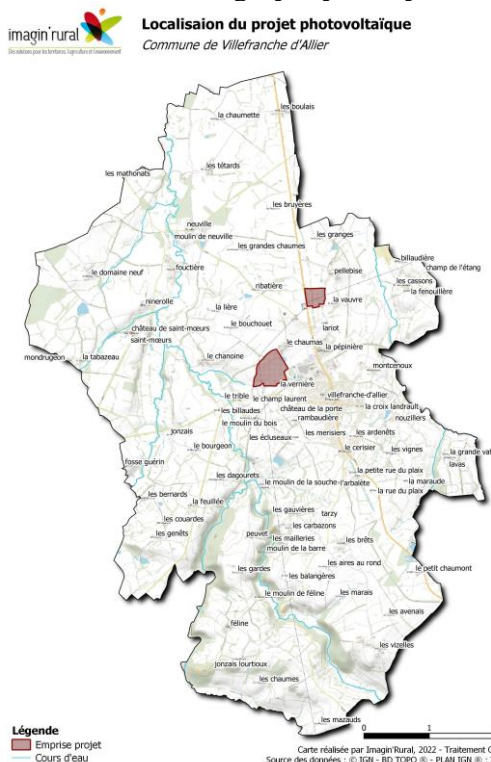 imagin'rural
Des solutions pour les territoires, l'agriculture et l'environnement
Localisaion du projet photovoltaïque
Commune de Villefranche d'Allier
les boulais
la chaumette
les têtards
les mathonats
les bruyères
neuville
moulin de neuville
les granges
les grandes chaumes
billaudière
fouctière
pellebise
champ de l'étang
le domaine neuf
les cassons
ribatière
la fenouillère
ninerolle
la vauvre
la lière
château de saint-mœurs
le bouchouet
lariot
saint-mœurs
le chaumas
la pépinière
mondrugeon
la tabazeau
le chanoine
montcenoux
la vernière
le trible
le champ laurent
villefranche-d'allier
les billaudes
château de la porte
la croix landrault
le moulin du bois
rambaudière
nouzillers
jonzais
les écluseaux
les merisiers
les ardenêts
le bourgeon
le cerisier
les vignes
la grande val
fosse guérin
la petite rue du plaix
lavas
les dagourets
le moulin de la souche
l'arbalète
la maraude
la rue du plaix
les bernards
la feuillée
les gauvières
tarzy
les couardes
les carbazons
les genêts
peuvet
les mailleries
les brêts
moulin de la barre
les gardes
les aires au rond
le petit chaumont
les balangères
le moulin de féline
les marais
les avenais
féline
les vizelles
jonzais lourtioux
les chaumes
les mazauds
Légende
Emprise projet
Cours d'eau
0 1
Carte réalisée par Imagin'Rural, 2022 - Traitement
Source des données : © IGN - BD TOPO ® - PLAN IGN ® :